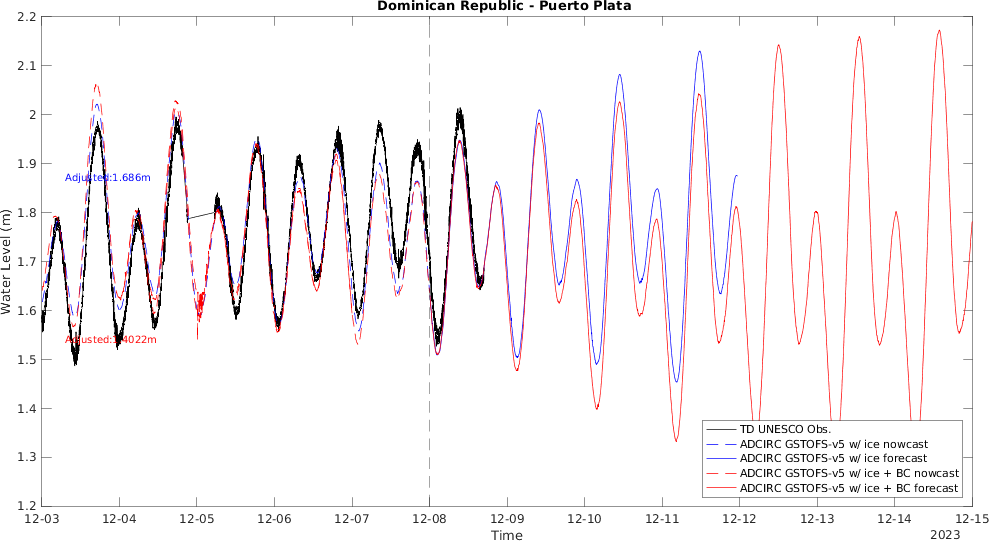 Dominican Republic - Puerto Plata
2.2
2.1
2
1.9
1.8
1.7
1.6
1.5
1.4
1.3
1.2
Water Level (m)
Adjusted:1.686m
Adjusted:1.4022m
TD UNESCO Obs.
ADCIRC GSTOFS-v5 w/ ice nowcast
ADCIRC GSTOFS-v5 w/ ice forecast
ADCIRC GSTOFS-v5 w/ ice + BC nowcast
ADCIRC GSTOFS-v5 w/ ice + BC forecast
12-03 12-04 12-05 12-06 12-07 12-08 12-09 12-10 12-11 12-12 12-13 12-14 12-15
Time
2023